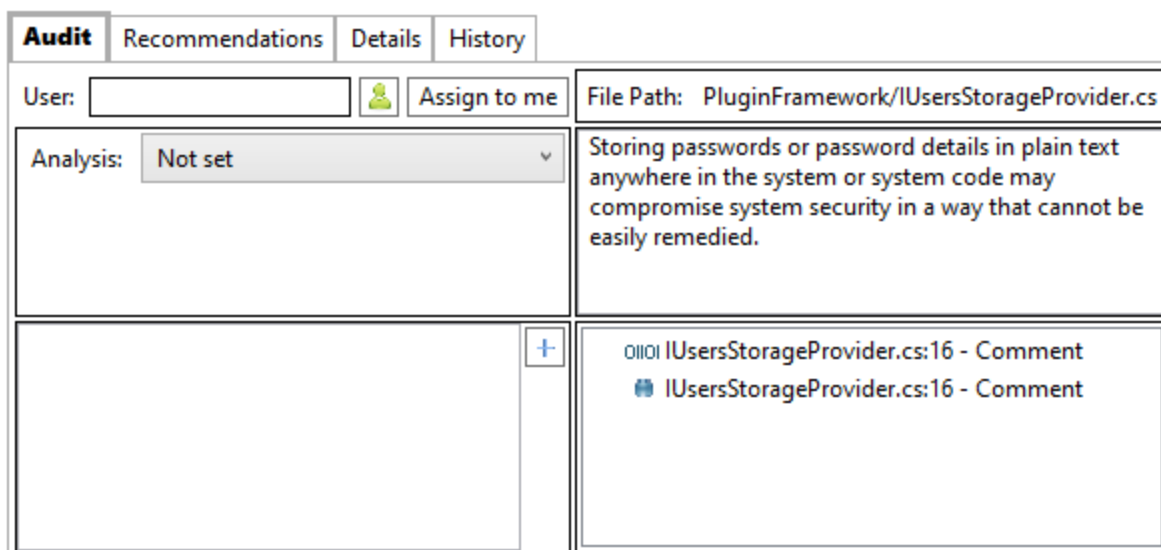 Audit Recommendations Details History
User: Assign to me File Path: PluginFramework/IUsersStorageProvider.cs
Analysis: Not set
Storing passwords or password details in plain text
anywhere in the system or system code may
compromise system security in a way that cannot be
easily remedied.
01101 IUsersStorageProvider.cs:16 - Comment
IUsersStorageProvider.cs:16 - Comment